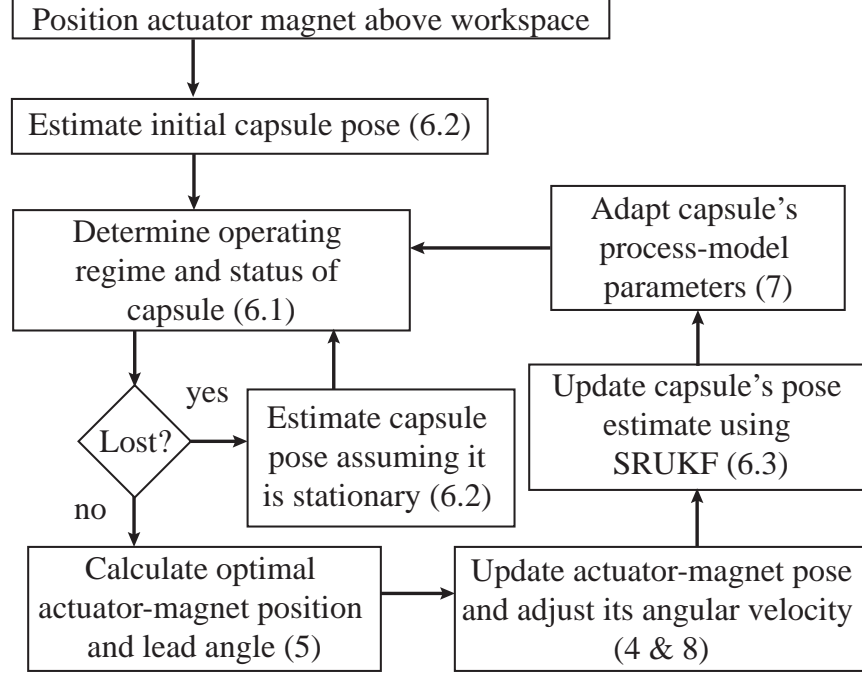 Position actuator magnet above workspace
Estimate initial capsule pose (6.2)
Determine operating
regime and status of
capsule (6.1)
Adapt capsule’s
process-model
parameters (7)
yes
Lost?
Estimate capsule
pose assuming it
is stationary (6.2)
Update capsule’s pose
estimate using
SRUKF (6.3)
no
Calculate optimal
actuator-magnet position
and lead angle (5)
Update actuator-magnet pose
and adjust its angular velocity
(4 & 8)